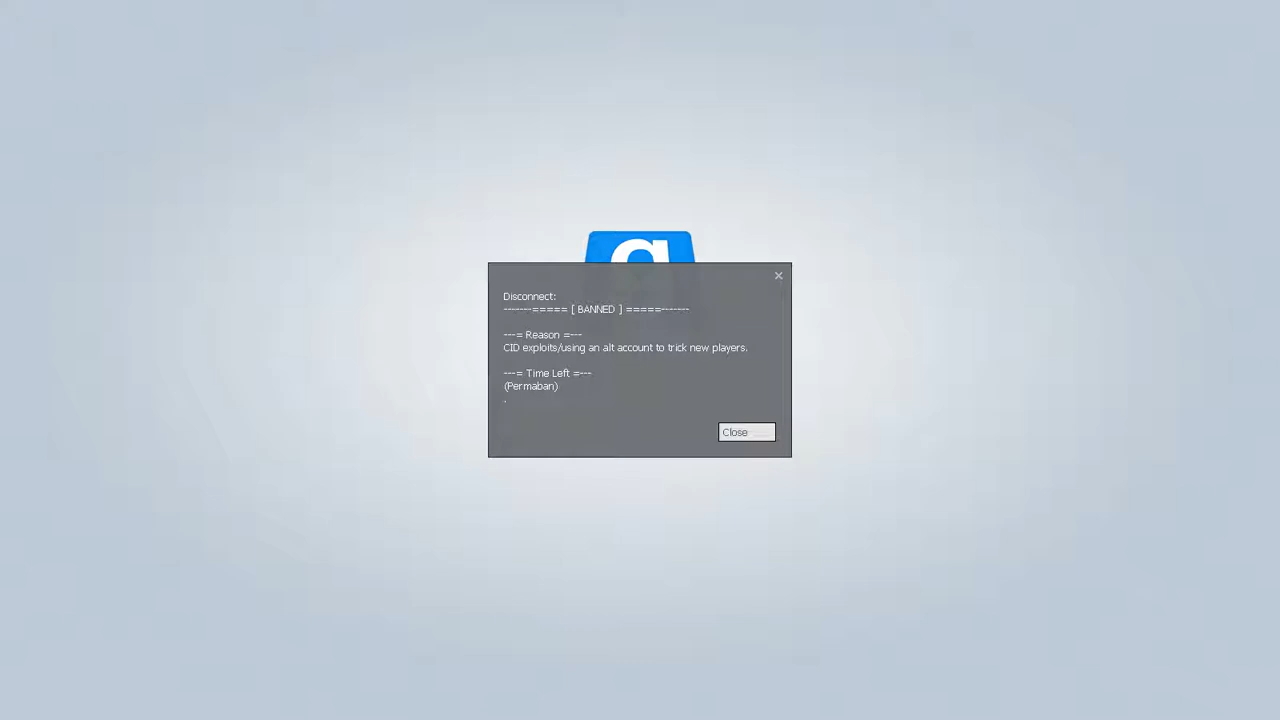 g
Disconnect:
-------===== [ BANNED ] =====-------
---= Reason =---
CID exploits/using an alt account to trick new players.
---= Time Left =---
(Permaban)
.
Close